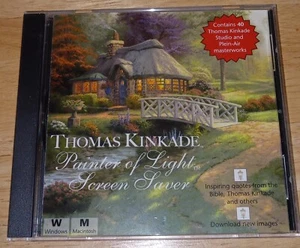 Contains 40
Thomas Kinkade
Studio and
Plein-Air
masterworks
THOMAS KINKADE
Painter of Light
Screen Saver
Inspiring quotes from the
Bible, Thomas Kinkade
and others
W
Windows
M
Macintosh
Download new images